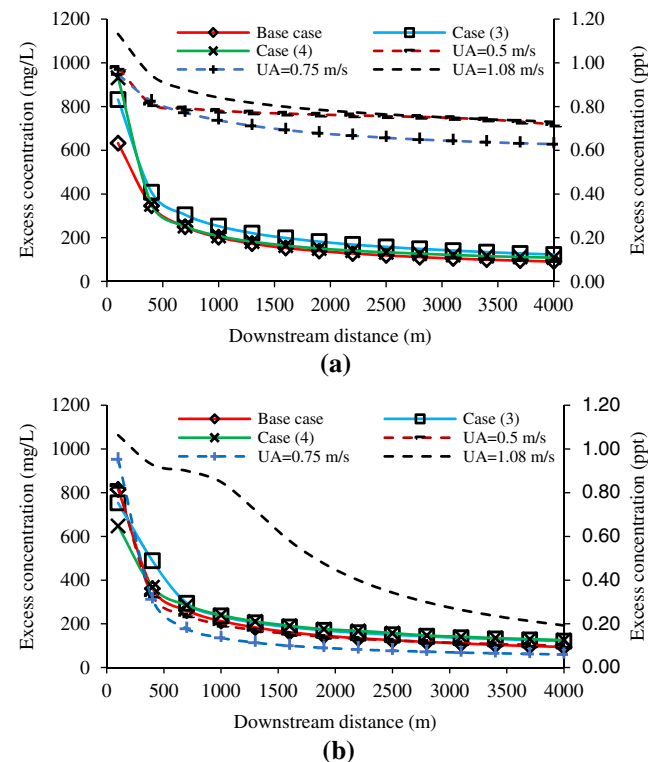 (a)
1200 1.20
1000 1.00
800 0.80
600 0.60
400 0.40
200 0.20
0 0.00
0 500 1000 1500 2000 2500 3000 3500 4000
Excess cocentration (mg/L)
Excess concentration (ppt)
Base case Case (3)
Case (4) UA=0.5 m/s
UA=0.75 m/s UA=1.08 m/s
Downstream distance (m)
(a)
1200 1.20
1000 1.00
800 0.80
600 0.60
400 0.40
200 0.20
0 0.00
0 500 1000 1500 2000 2500 3000 3500 4000
Excess concentration (mg/L)
Excess concentration (ppt)
Base case Case (3)
Case (4) UA=0.5 m/s
UA=0.75 m/s UA=1.08 m/s
Downstream distance (m)
(b)